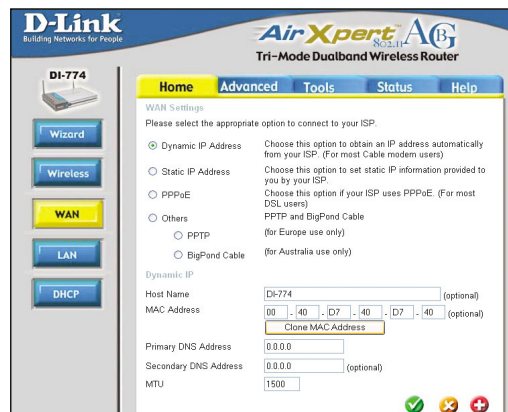 D-Link
Building Networks for People
Air Xpert 802.11 ABG
Tri-Mode Dualband Wireless Router
DI-774
Home Advanced Tools Status Help
Wizard
Wireless
WAN
LAN
DHCP
WAN Settings
Please select the appropriate option to connect to your ISP.
Dynamic IP Address Choose this option to obtain an IP address automatically
from your ISP. (For most Cable modem users)
Static IP Address Choose this option to set static IP information provided to
you by your ISP.
PPPoE Choose this option if your ISP uses PPPoE. (For most
DSL users)
Others PPTP and BigPond Cable
PPTP (for Europe use only)
BigPond Cable (for Australia use only)
Dynamic IP
Host Name DI-774 (optional)
MAC Address 00 - 40 - D7 - 40 - D7 - 40 (optional)
Clone MAC Address
Primary DNS Address 0.0.0.0
Secondary DNS Address 0.0.0.0 (optional)
MTU 1500